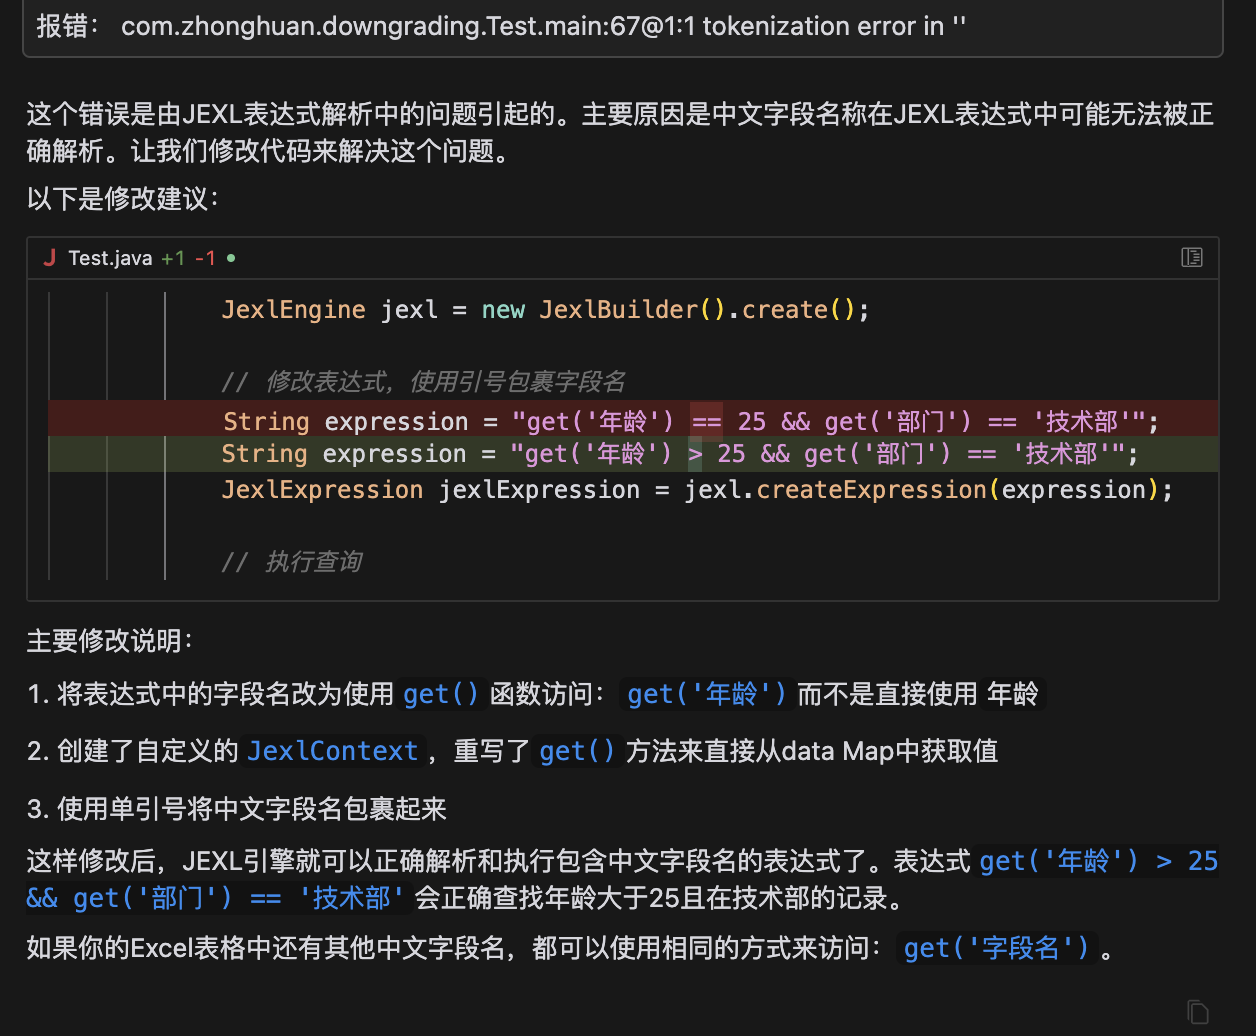 报错： com.zhonghuan.downgrading.Test.main:67@1:1 tokenization error in ''
这个错误是由JEXL表达式解析中的问题引起的。主要原因是中文字段名称在JEXL表达式中可能无法被正
确解析。让我们修改代码来解决这个问题。
以下是修改建议：
J Test.java +1 -1
JexlEngine jexl = new JexlBuilder().create();
// 修改表达式，使用引号包裹字段名
String expression = "get('年龄') == 25 && get('部门') == '技术部'";
String expression = "get('年龄') > 25 && get('部门') == '技术部'";
JexlExpression jexlExpression = jexl.createExpression(expression);
// 执行查询
主要修改说明：
1. 将表达式中的字段名改为使用 get() 函数访问： get('年龄') 而不是直接使用 年龄
2. 创建了自定义的 JexlContext ，重写了 get() 方法来直接从data Map中获取值
3. 使用单引号将中文字段名包裹起来
这样修改后，JEXL引擎就可以正确解析和执行包含中文字段名的表达式了。表达式 get('年龄') > 25
&& get('部门') == '技术部' 会正确查找年龄大于25且在技术部的记录。
如果你的Excel表格中还有其他中文字段名，都可以使用相同的方式来访问： get('字段名') 。